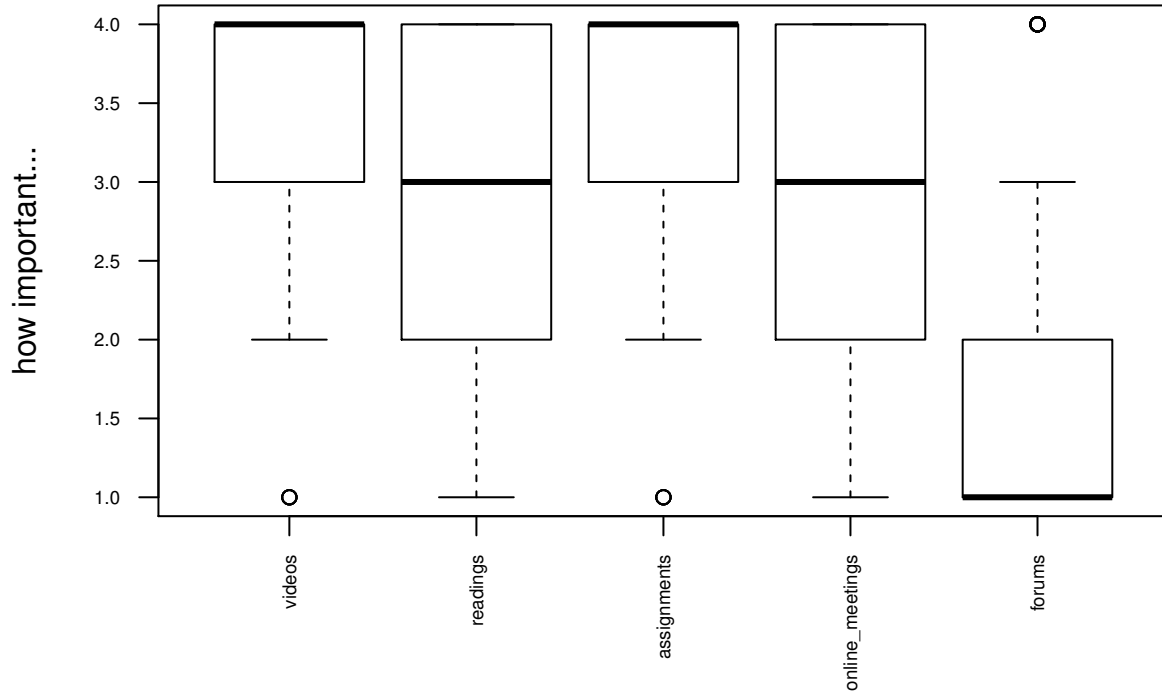 how important...
4.0
3.5
3.0
2.5
2.0
1.5
1.0
videos
readings
assignments
online_meetings
forums